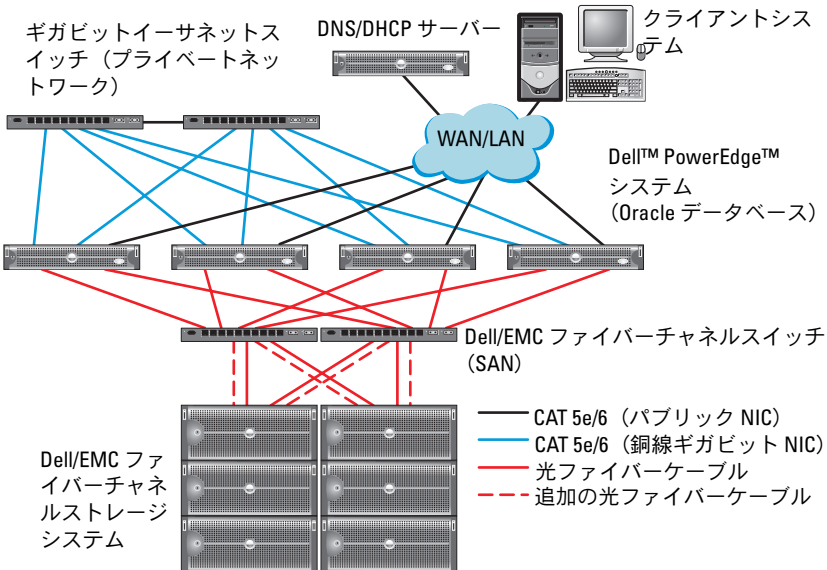 ギガビットイーサネットス
イッチ（プライベートネッ
トワーク）
DNS/DHCP サーバー
クライアントシス
テム
WAN/LAN
Dell™ PowerEdge™
システム
（Oracle データベース）
Dell/EMC ファイバーチャネルスイッチ
（SAN）
Dell/EMC ファ
イバーチャネ
ルストレージ
システム
CAT 5e/6（パブリック NIC）
CAT 5e/6（銅線ギガビット NIC）
光ファイバーケーブル
追加の光ファイバーケーブル